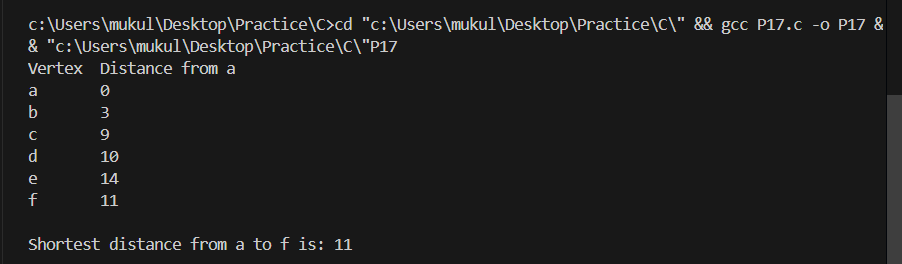 c:\Users\mukul\Desktop\Practice\C>cd "c:\Users\mukul\Desktop\Practice\C\" && gcc P17.c -o P17 &
& "c:\Users\mukul\Desktop\Practice\C\"P17
Vertex  Distance from a
a       0
b       3
c       9
d       10
e       14
f       11

Shortest distance from a to f is: 11